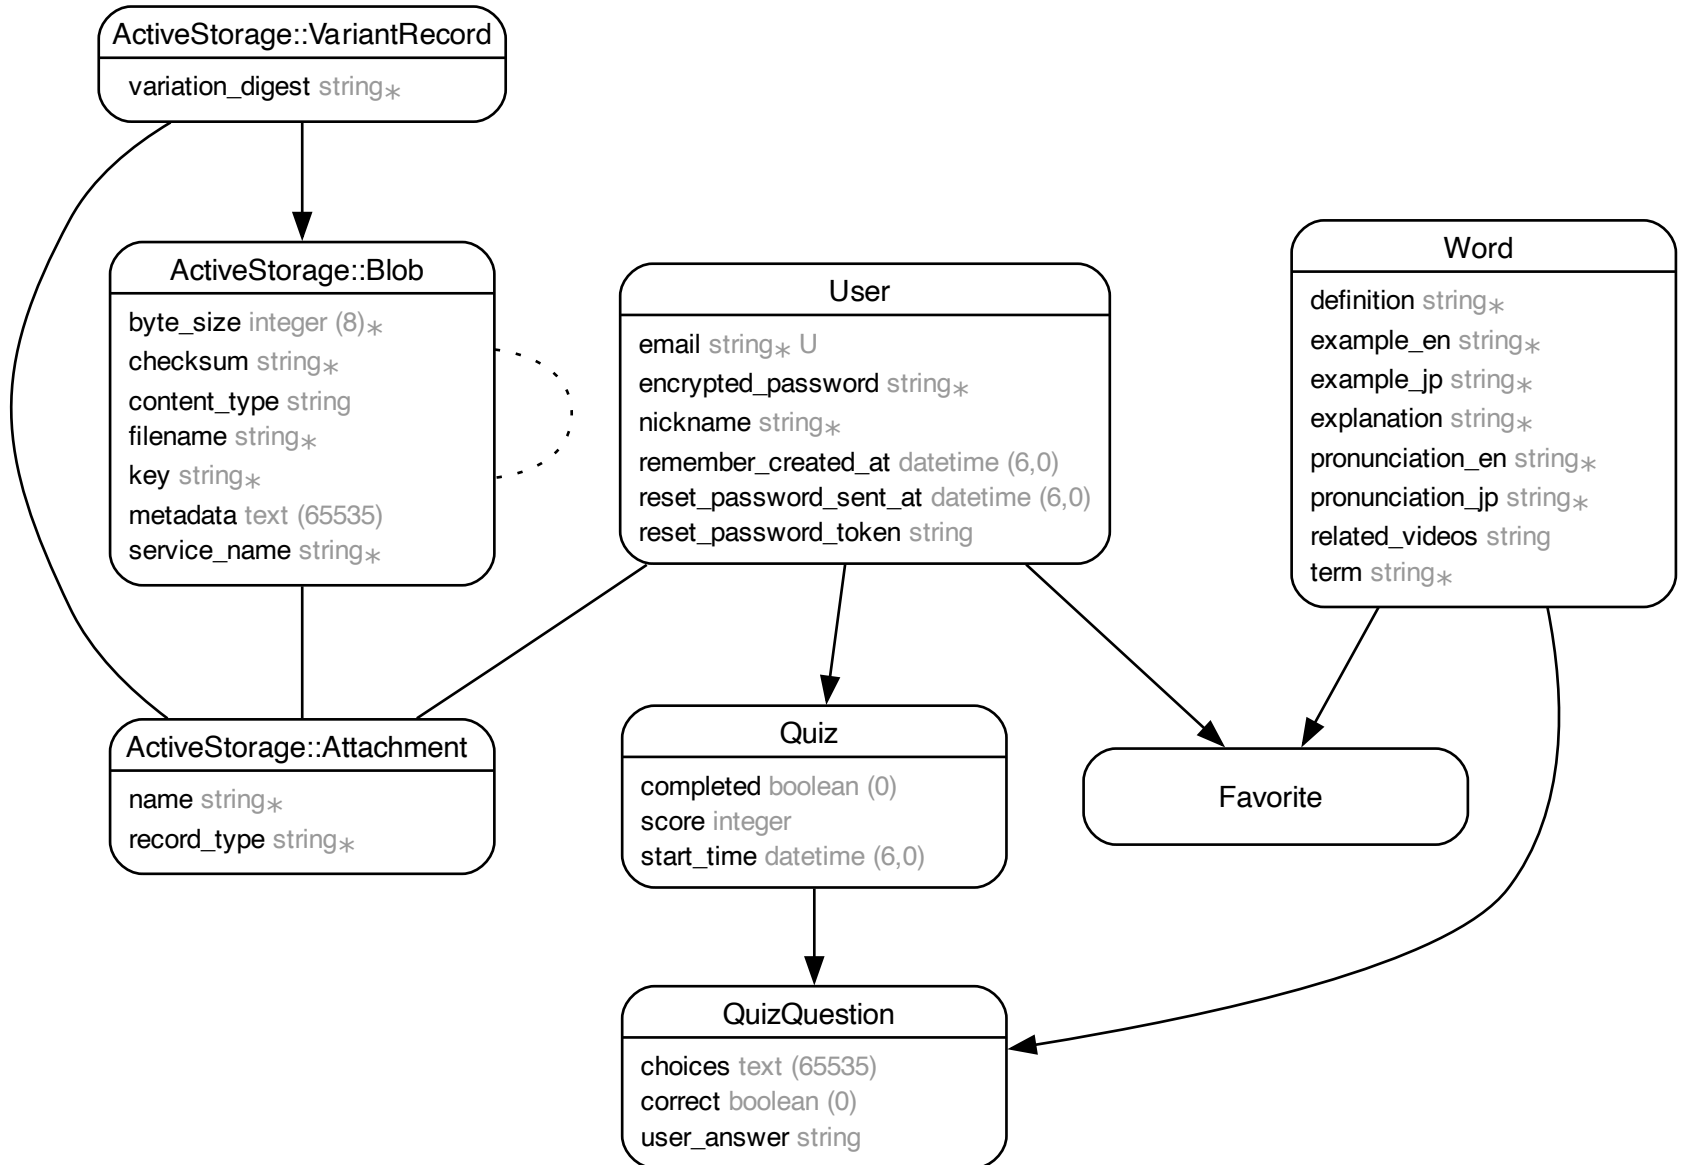 ActiveStorage::VariantRecord
variation_digest string*
ActiveStorage::Blob
byte_size integer (8)*
checksum string*
content_type string
filename string*
key string*
metadata text (65535)
service_name string*
User
email string* U
encrypted_password string*
nickname string*
remember_created_at datetime (6,0)
reset_password_sent_at datetime (6,0)
reset_password_token string
Word
definition string*
example_en string*
example_jp string*
explanation string*
pronunciation_en string*
pronunciation_jp string*
related_videos string
term string*
ActiveStorage::Attachment
name string*
record_type string*
Quiz
completed boolean (0)
score integer
start_time datetime (6,0)
Favorite
QuizQuestion
choices text (65535)
correct boolean (0)
user_answer string